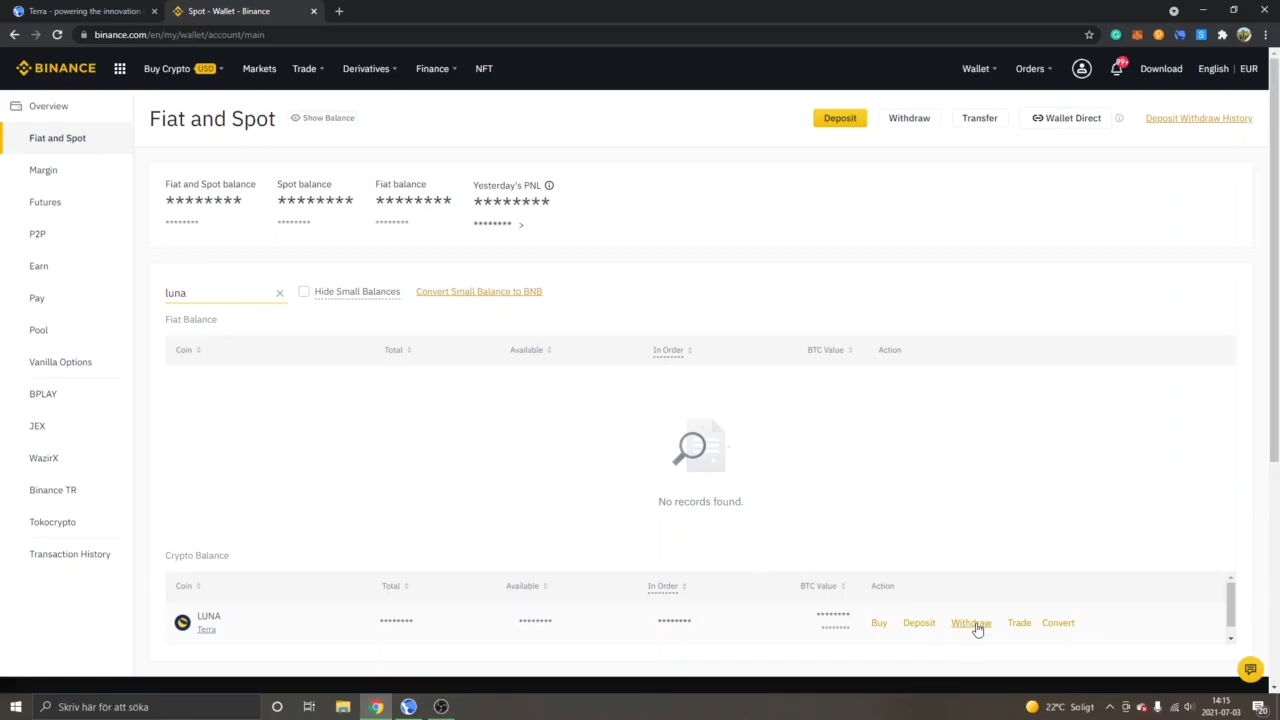 Terra - powering the innovation
Spot - Wallet - Binance
binance.com/en/my/wallet/account/main
BINANCE
Buy Crypto USD
Markets
Trade
Derivatives
Finance
NFT
Wallet
Orders
99+
Download
English | EUR
Overview
Fiat and Spot
Margin
Futures
P2P
Earn
Pay
Pool
Vanilla Options
BPLAY
JEX
WazirX
Binance TR
Tokocrypto
Transaction History
Fiat and Spot
Show Balance
Deposit
Withdraw
Transfer
Wallet Direct
Deposit Withdraw History
Fiat and Spot balance
********
********
Spot balance
********
********
Fiat balance
********
********
Yesterday's PNL
********
******** >
luna
Hide Small Balances
Convert Small Balance to BNB
Fiat Balance
Coin Total Available In Order BTC Value Action
No records found.
Crypto Balance
Coin Total Available In Order BTC Value Action
LUNA
Terra
********
********
********
********
********
Buy Deposit Withdraw Trade Convert
Skriv här för att söka
22°C Soligt
14:15
2021-07-03
20